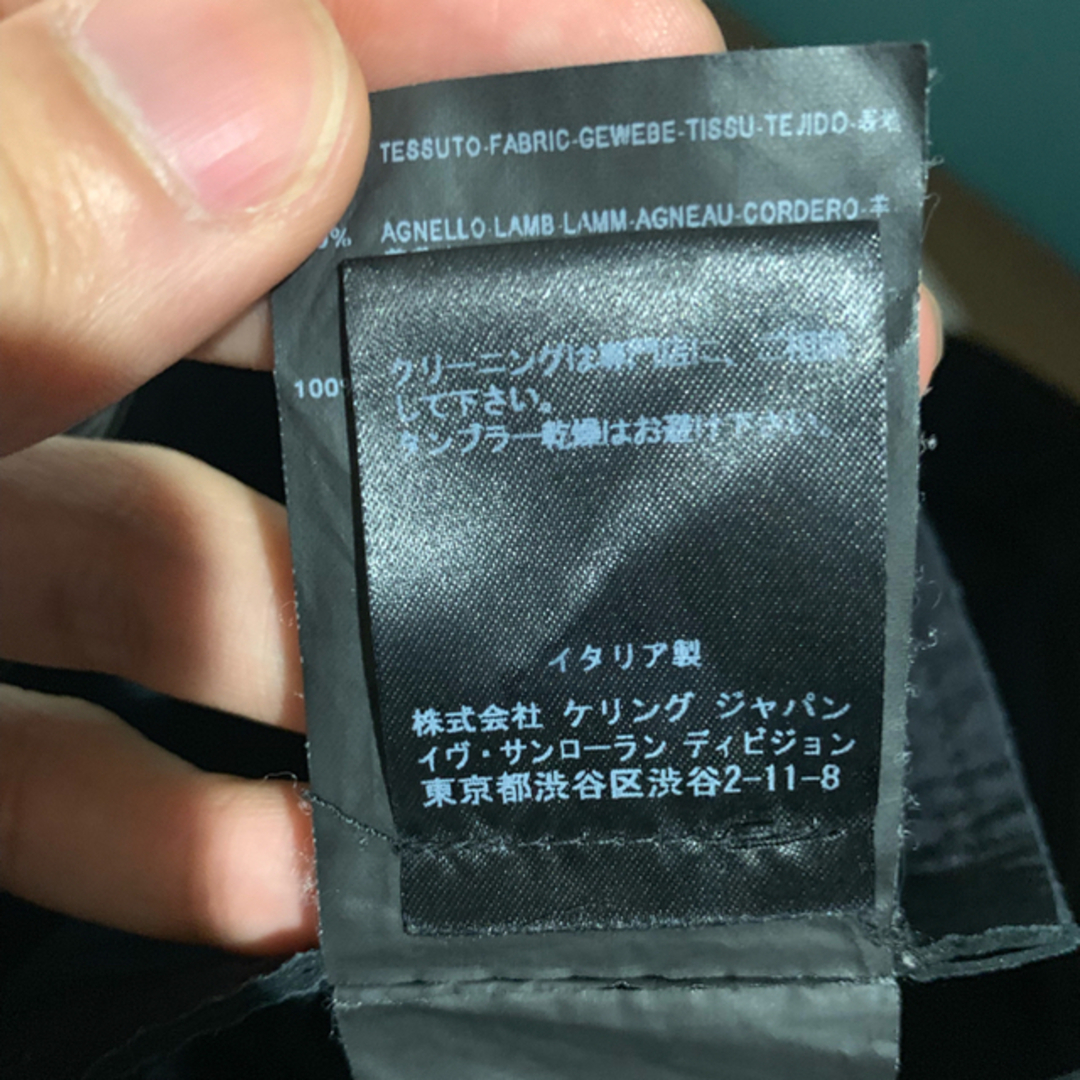 TESSUTO-FABRIC-GEWEBE-TISSU-TEJIDO-表地
AGNELLO-LAMB-LAMM-AGNEAU-CORDERO-羊
クリーニングは専門店に、ご相談
して下さい。
100%
タンブラー乾燥はお避け下さい。
イタリア製
株式会社 ケリング ジャパン
イヴ・サンローラン ディビジョン
東京都渋谷区渋谷2-11-8